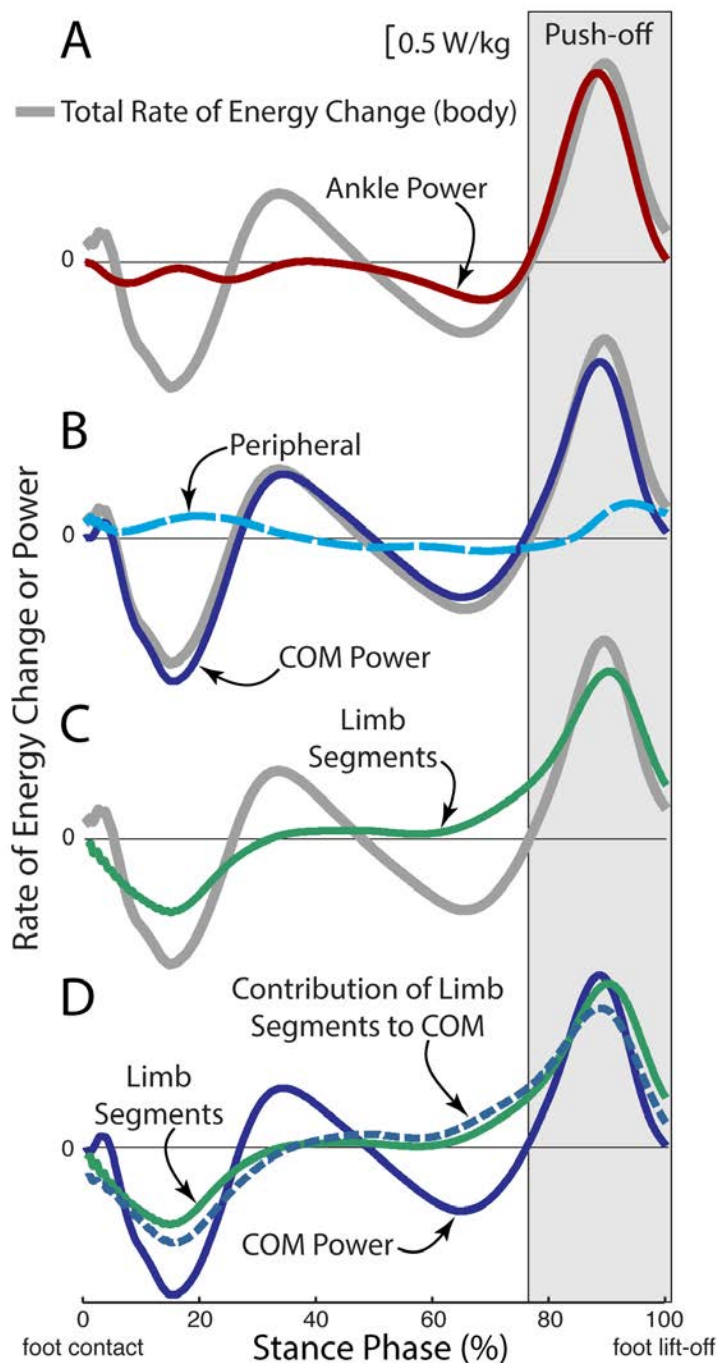 A
[0.5 W/kg
Push-off
Total Rate of Energy Change (body)
Ankle Power
0
B
Peripheral
0
COM Power
C
Limb
Segments
0
D
Contribution of Limb
Segments to COM
Limb
Segments
0
COM Power
Rate of Energy Change or Power
0 20 40 60 80 100
foot contact Stance Phase (%) foot lift-off